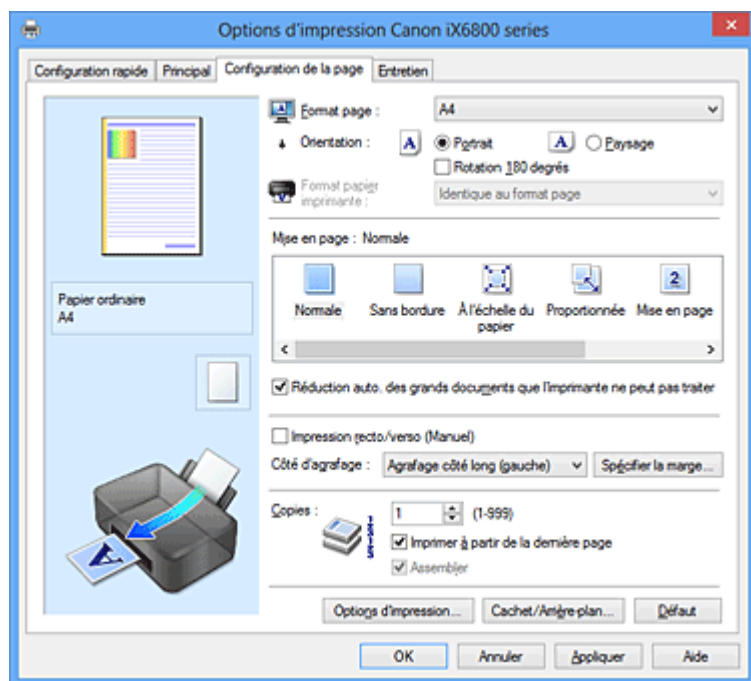 Options d'impression Canon iX6800 series
Configuration rapide Principal Configuration de la page Entretien
Format page : A4
Orientation : A Portrait A Paysage
Rotation 180 degrés
Format papier imprimante : Identique au format page
Mise en page : Normale
2
Normale Sans bordure À l'échelle du papier Proportionnée Mise en page
Papier ordinaire
A4
Réduction auto. des grands documents que l'imprimante ne peut pas traiter
Impression recto/verso (Manuel)
Côté d'agrafage : Agrafage côté long (gauche) Spécifier la marge...
Copies : 1 (1-999)
Imprimer à partir de la dernière page
Assembler
A
Options d'impression... Cachet/Arrière-plan... Défaut
OK Annuler Appliquer Aide